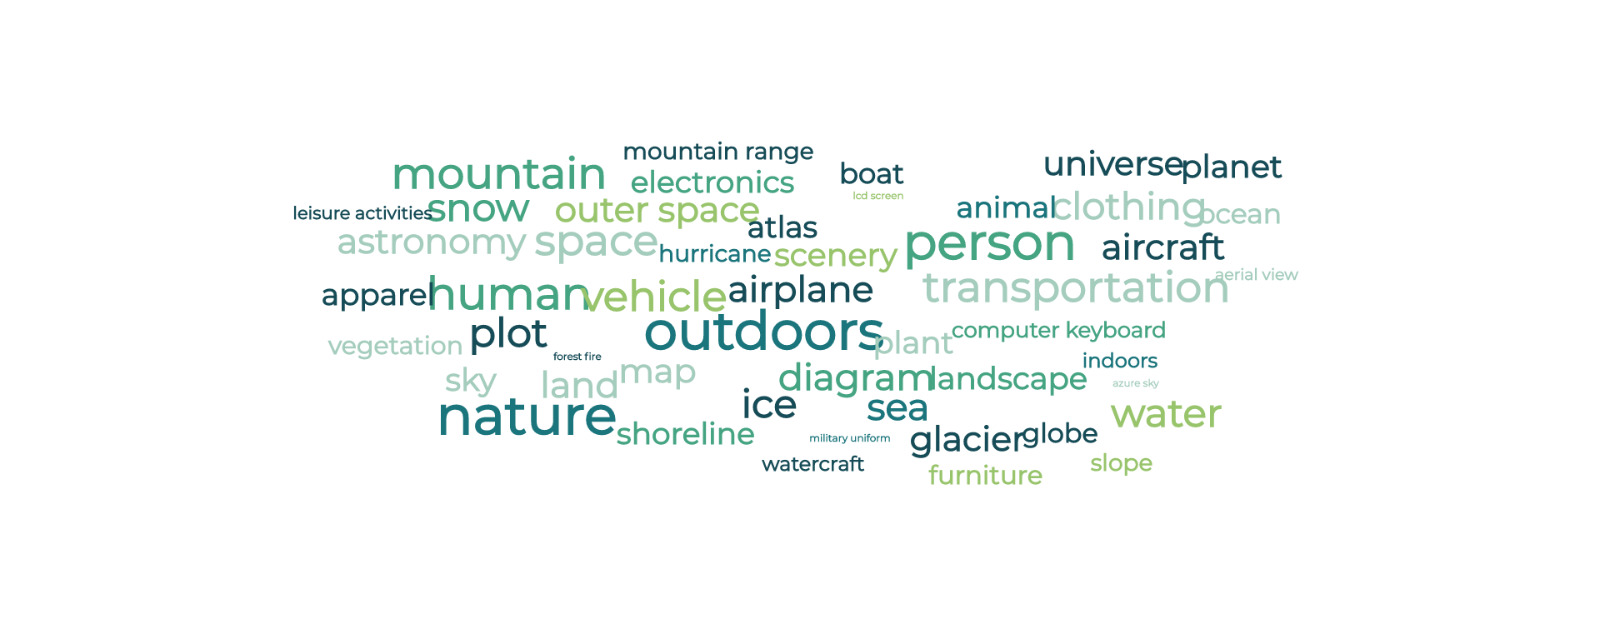 mountain range
mountain
boat
universe
planet
electronics
lcd screen
leisure activities
snow
outer space
animal
clothing
ocean
atlas
astronomy
space
hurricane
scenery
person
aircraft
aerial view
apparel
human
vehicle
airplane
transportation
vegetation
plot
outdoors
plant
computer keyboard
forest fire
indoors
sky
land
map
diagram
landscape
azure sky
nature
ice
sea
water
shoreline
military uniform
glacier
globe
watercraft
furniture
slope